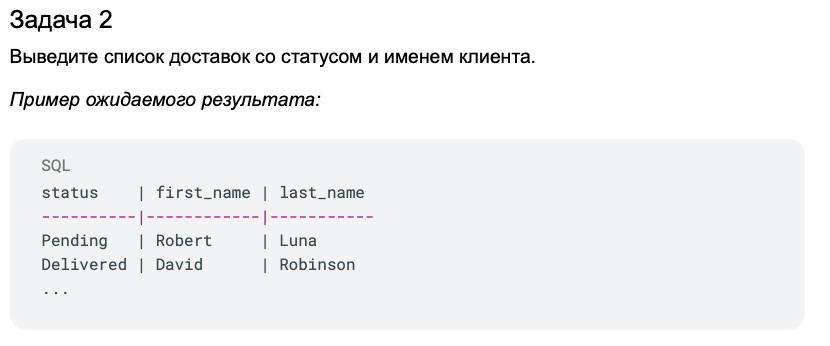 Задача 2
Выведите список доставок со статусом и именем клиента.
Пример ожидаемого результата:
SQL
status    | first_name | last_name
----------|------------|-----------
Pending   | Robert     | Luna
Delivered | David      | Robinson
...